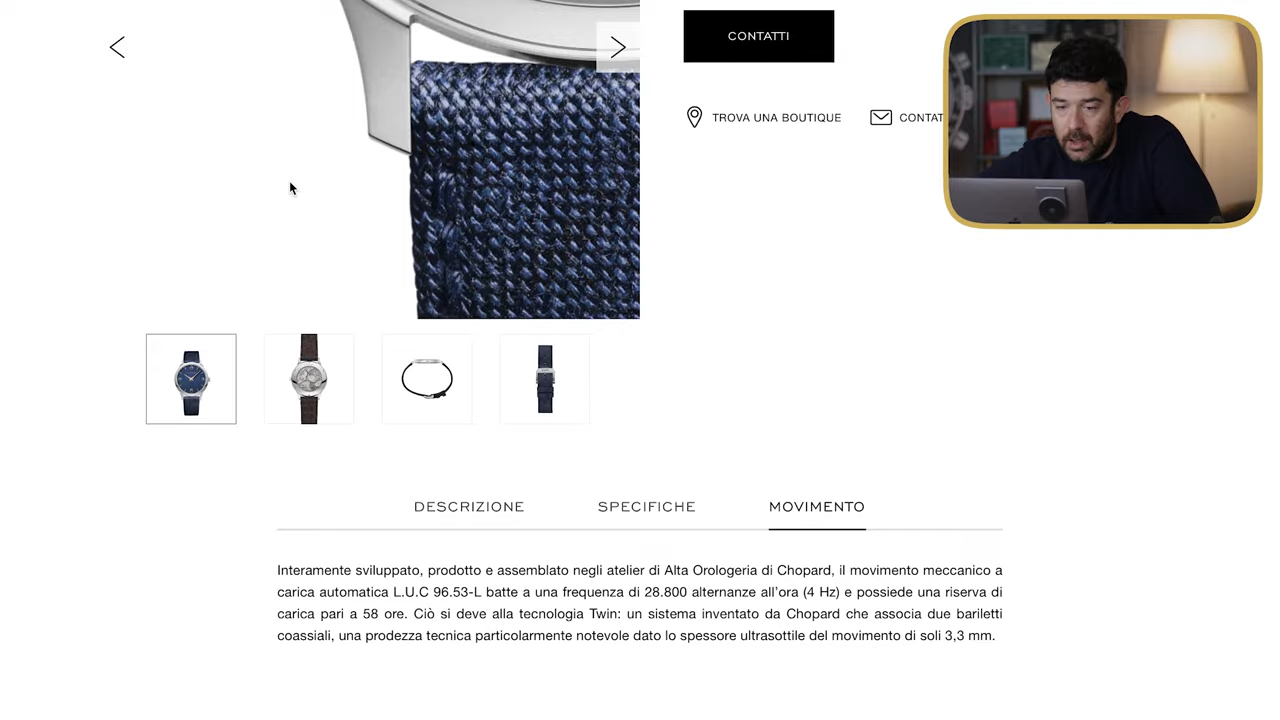 CONTATTI
TROVA UNA BOUTIQUE
CONTAT
DESCRIZIONE
SPECIFICHE
MOVIMENTO
Interamente sviluppato, prodotto e assemblato negli atelier di Alta Orologeria di Chopard, il movimento meccanico a
carica automatica L.U.C 96.53-L batte a una frequenza di 28.800 alternanze all’ora (4 Hz) e possiede una riserva di
carica pari a 58 ore. Ciò si deve alla tecnologia Twin: un sistema inventato da Chopard che associa due bariletti
coassiali, una prodezza tecnica particolarmente notevole dato lo spessore ultrasottile del movimento di soli 3,3 mm.